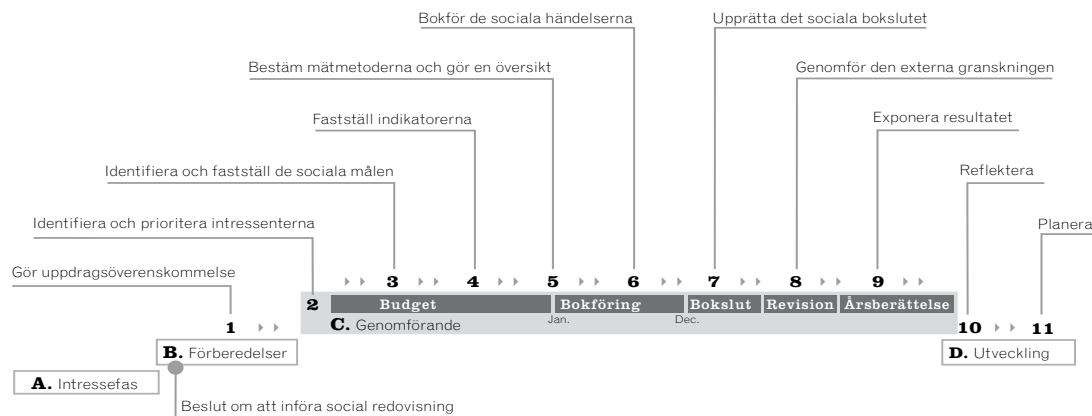 Bokför de sociala händelserna
Upprätta det sociala bokslutet
Bestäm mätmetoderna och gör en översikt
Genomför den externa granskningen
Fastställ indikatorerna
Exponera resultatet
Identifiera och fastställ de sociala målen
Reflektera
Identifiera och prioritera intressenterna
Planera
Gör uppdragsöverenskommelse
3 4 5 6 7 8 9
2 Budget Bokföring Bokslut Revision Årsberättelse
C. Genomförande Jan. Dec.
1 10 11
B. Förberedelser D. Utveckling
A. Intressefas
Beslut om att införa social redovisning